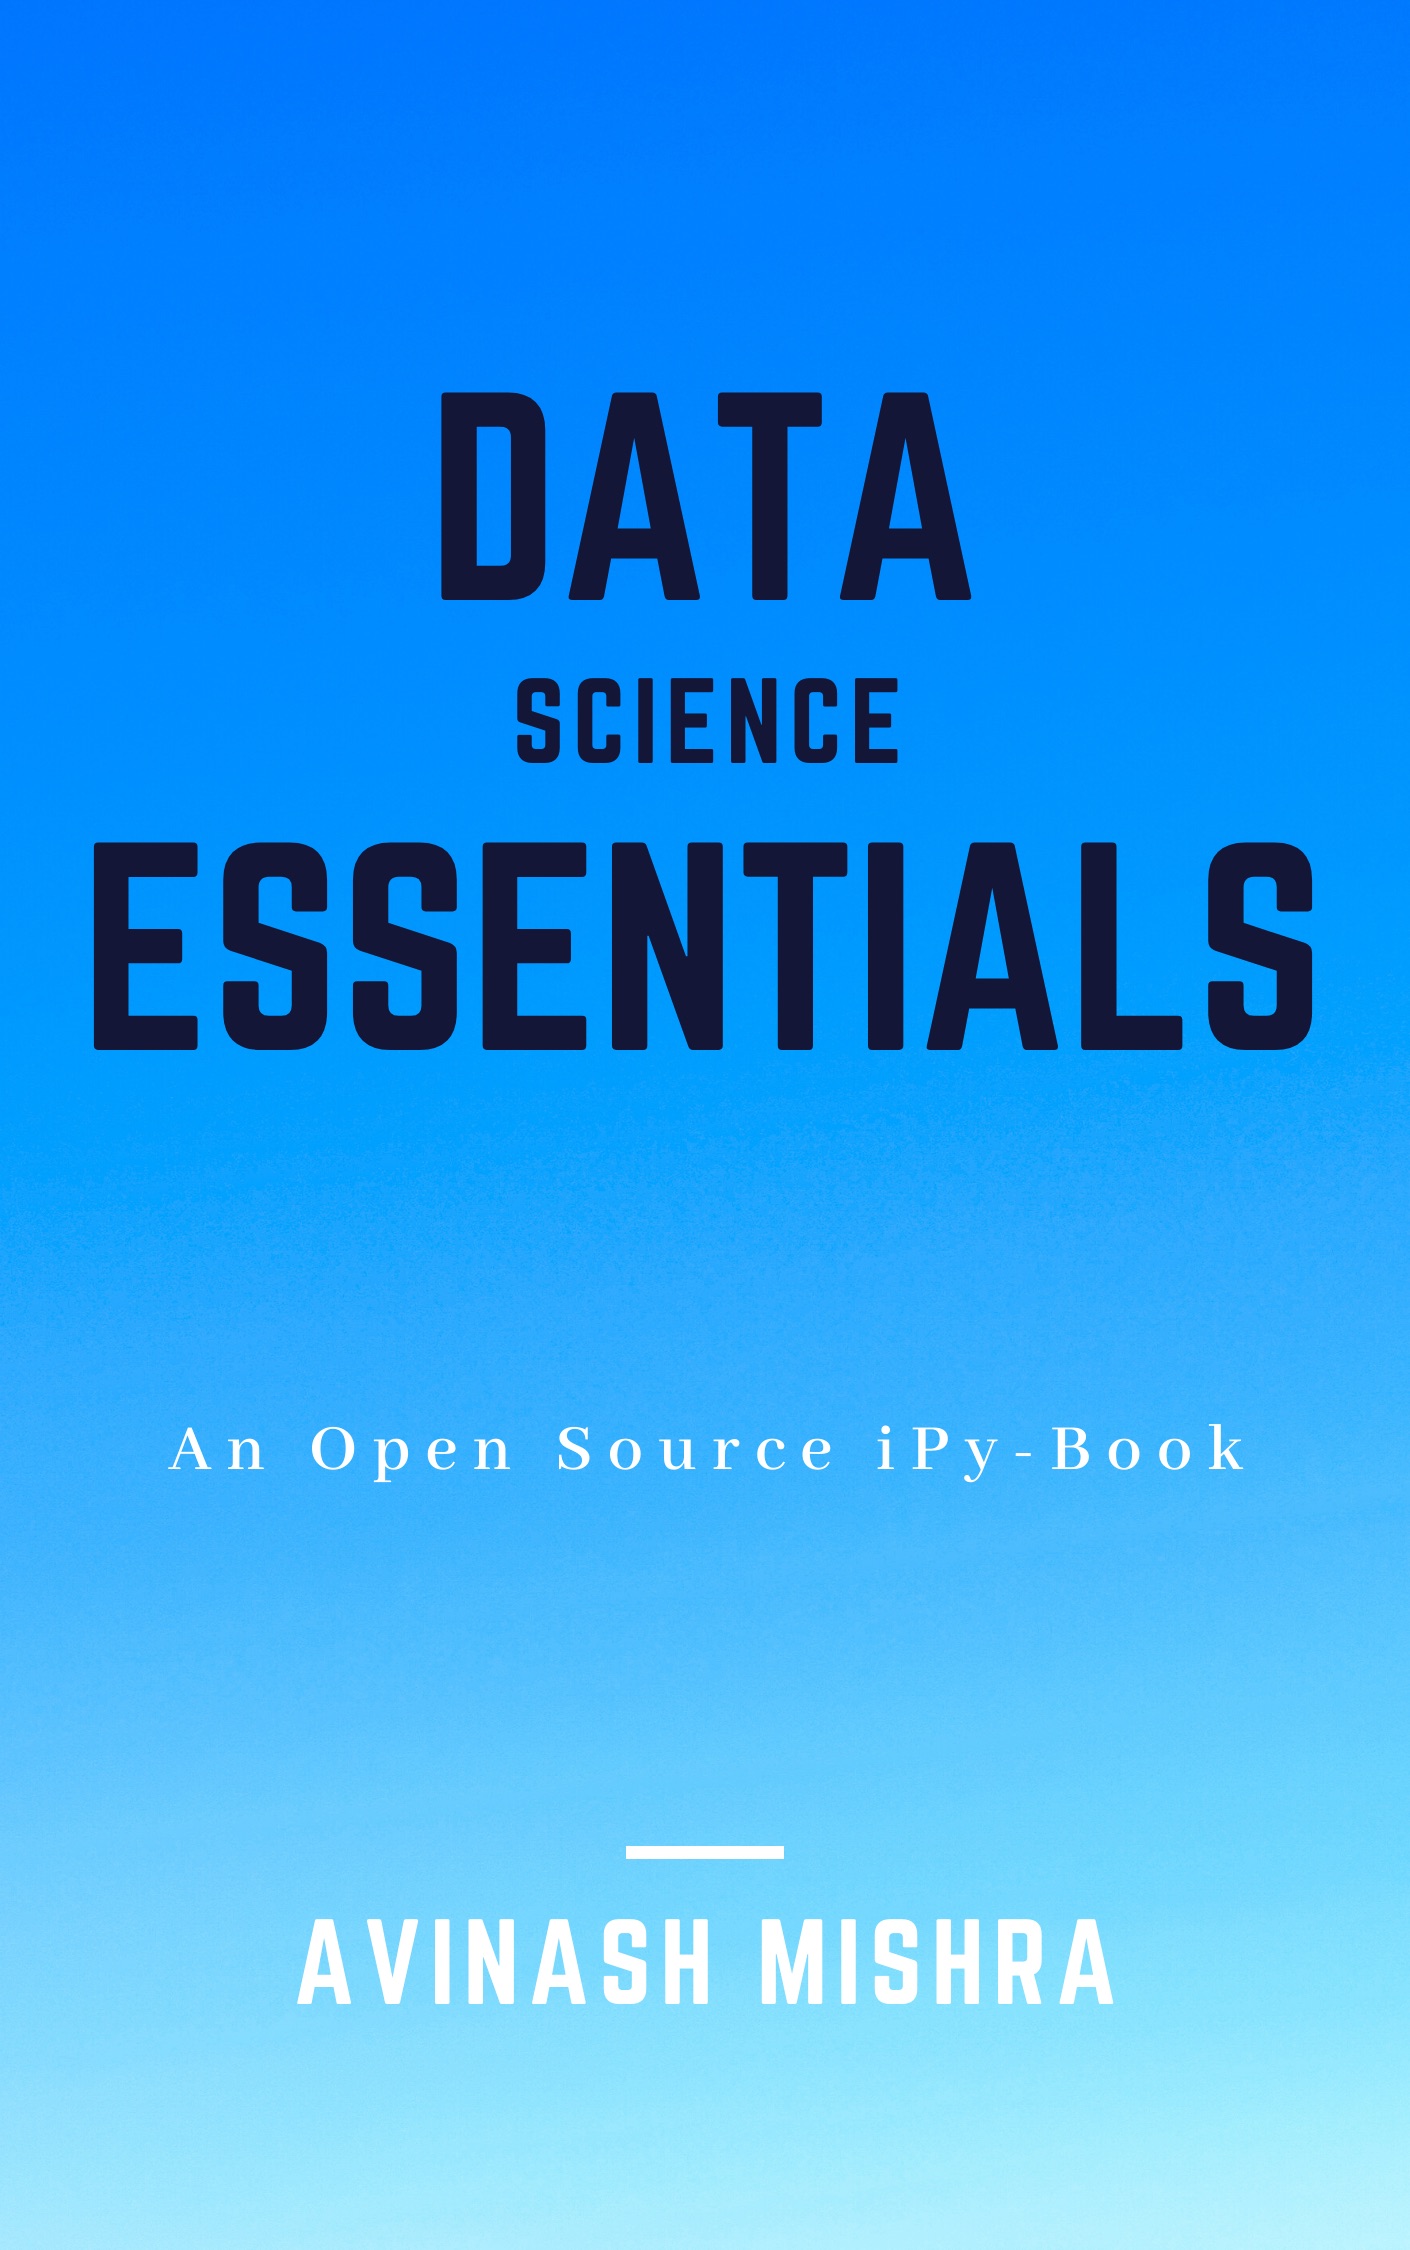 DATA
SCIENCE
ESSENTIALS
An Open Source iPy-Book
AVINASH MISHRA